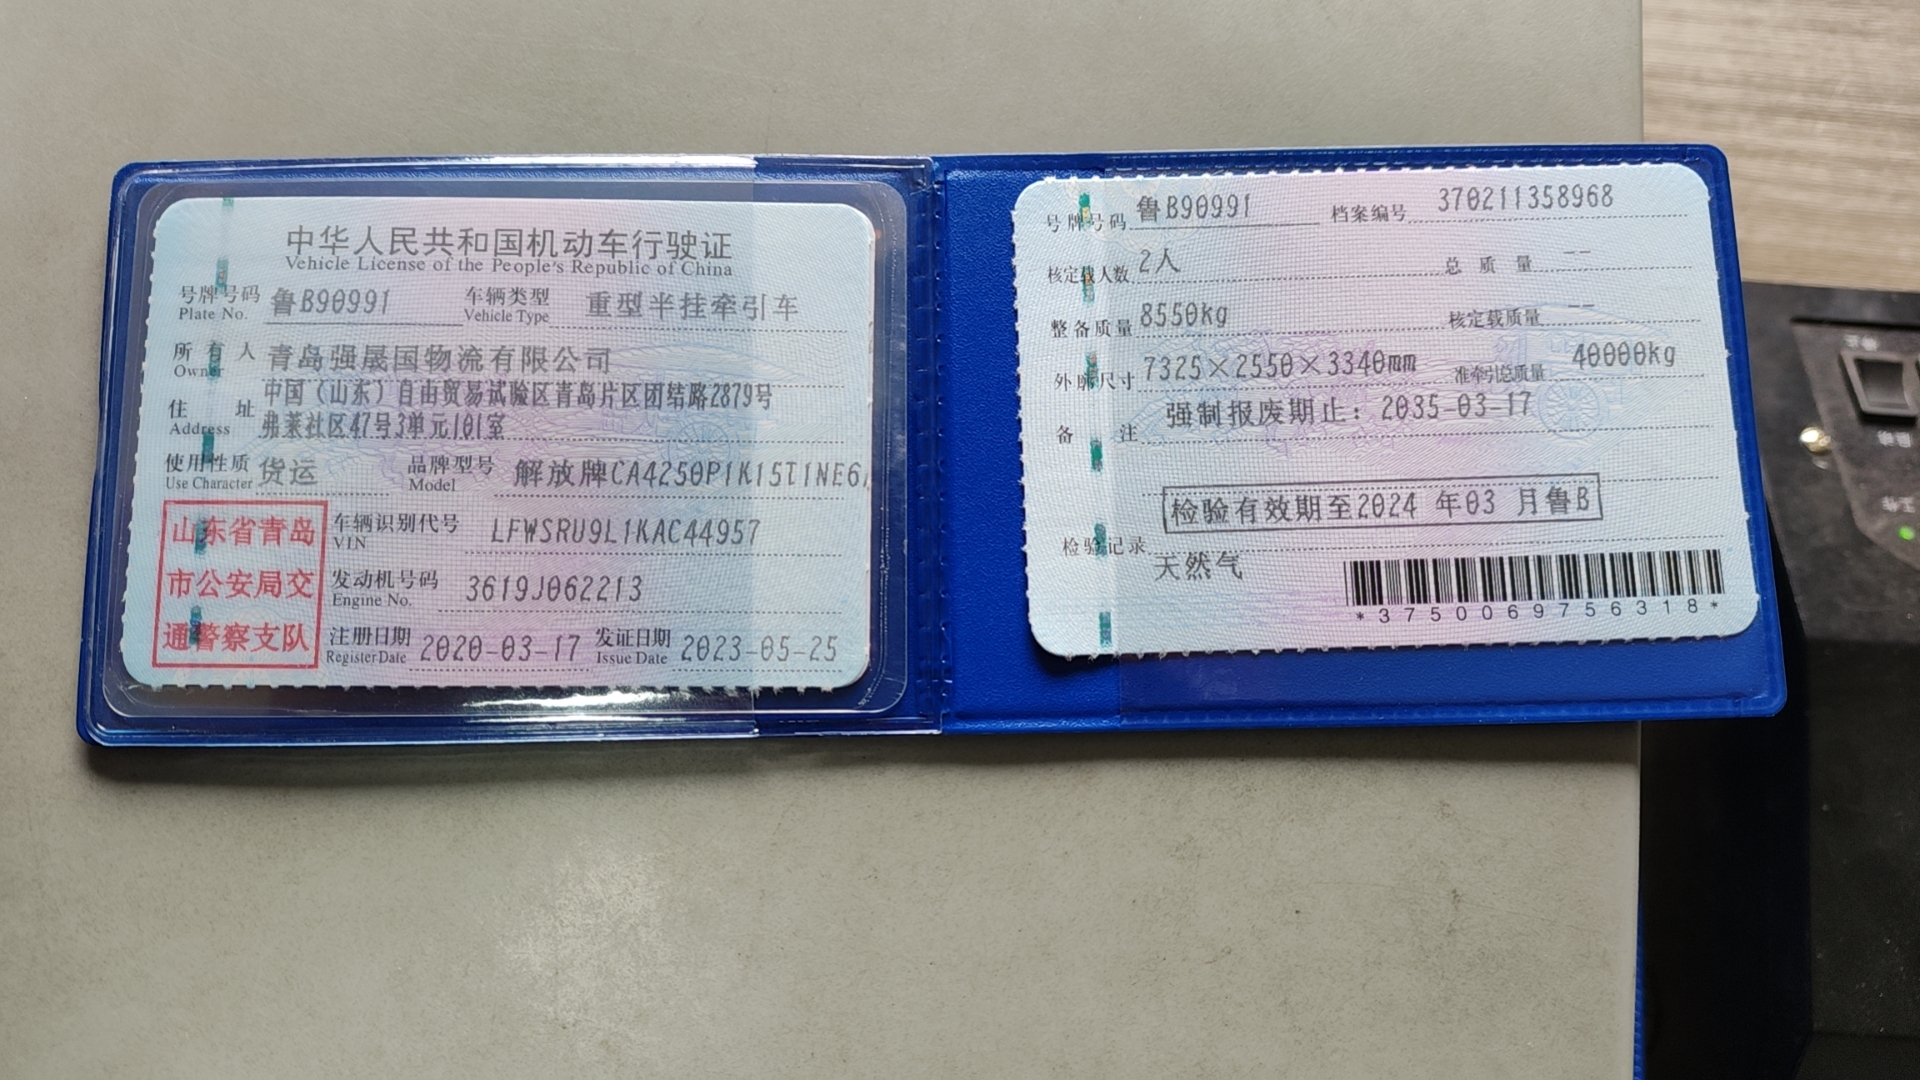 中华人民共和国机动车行驶证
Vehicle License of the People's Republic of China
号牌号码 鲁B90991 车辆类型 重型半挂牵引车
Plate No. Vehicle Type
所有人 青岛强晟国物流有限公司
Owner
中国（山东）自由贸易试验区青岛片区团结路2879号
住址 弗莱社区47号3单元101室
Address
使用性质 货运 品牌型号 解放牌CA4250P1K15T1NE6
Use Character Model
山东省青岛
市公安局交
通警察支队
车辆识别代号 LFWSRU9L1KAC44957
VIN
发动机号码 3619J062213
Engine No.
注册日期 2020-03-17 发证日期 2023-05-25
Register Date Issue Date
号牌号码 鲁B90991 档案编号 370211358968
核定载人数 2人 总质量 --
整备质量 8550kg 核定载质量 --
外廓尺寸 7325×2550×3340mm 准牵引总质量 40000kg
备注 强制报废期止：2035-03-17
检验有效期至2024 年03 月鲁B
检验记录
天然气
*3750069756318*